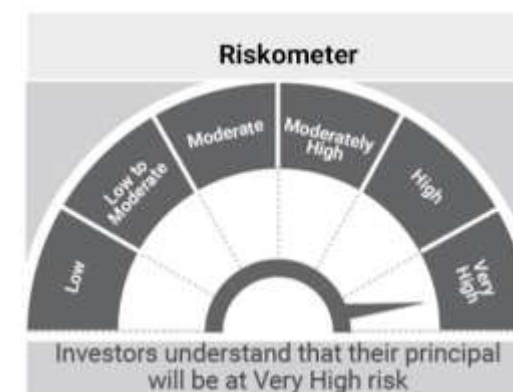 Riskometer
Low
Low to
Moderate
Moderate
Moderately
High
High
Very
High
Investors understand that their principal
will be at Very High risk